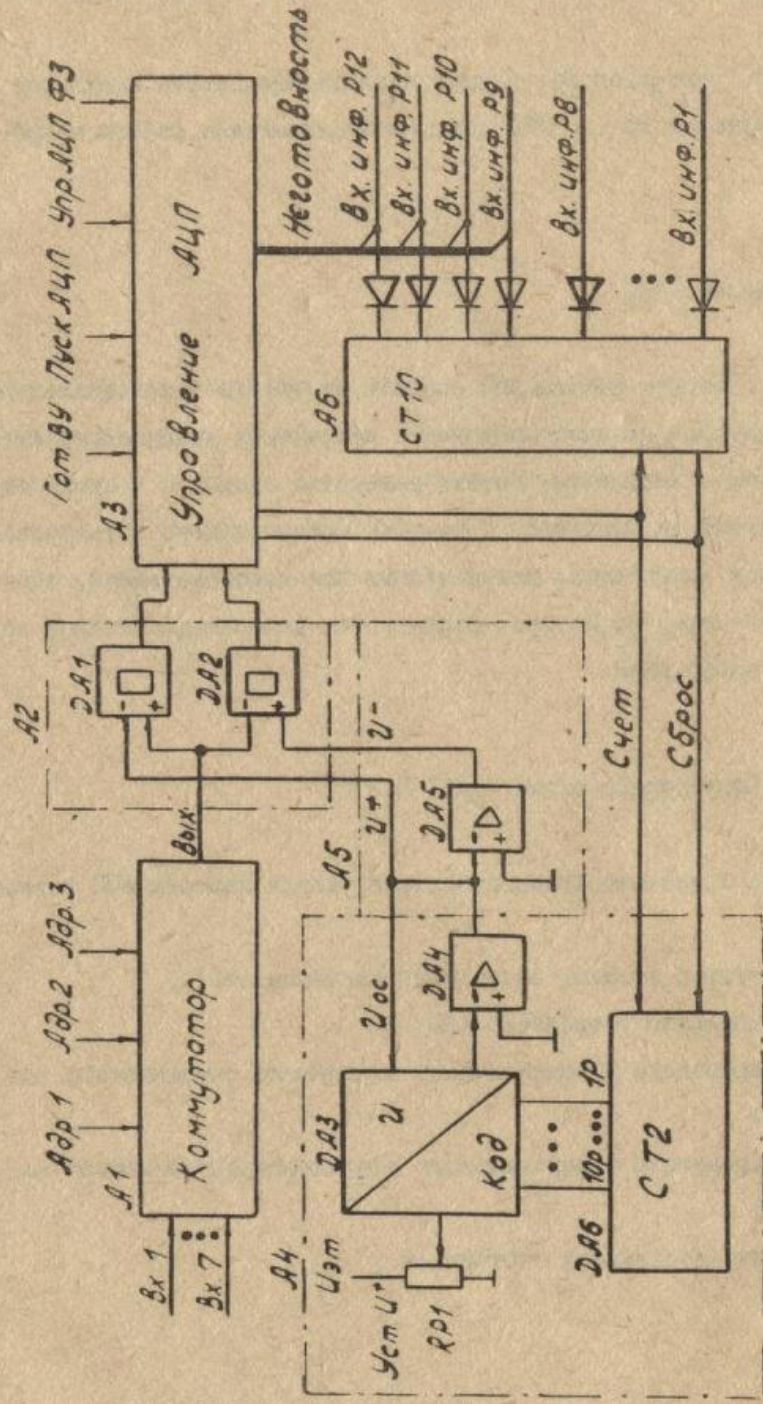 Адр 1
Адр 2
Адр. 3
А1
Коммутатор
Вх 1
Вх 7
Вых
А2
DA1
- +
DA2
- +
ГотВУ
Пуск АЦП
Упр. АЦП
ФЗ
А3
Управление АЦП
Неготовность
Вх. инф. Р12
Вх. инф. Р11
Вх. инф. Р10
Вх. инф. Р9
Вх. инф. Р8
Вх. инф. Р1
А6
СТ10
U+
U-
А5
DA5
- +
А4
Uэт
Уст U+
RP1
DA3
U
Код
Uос
DA4
- +
10р
1р
DA6
СТ2
Счет
Сброс